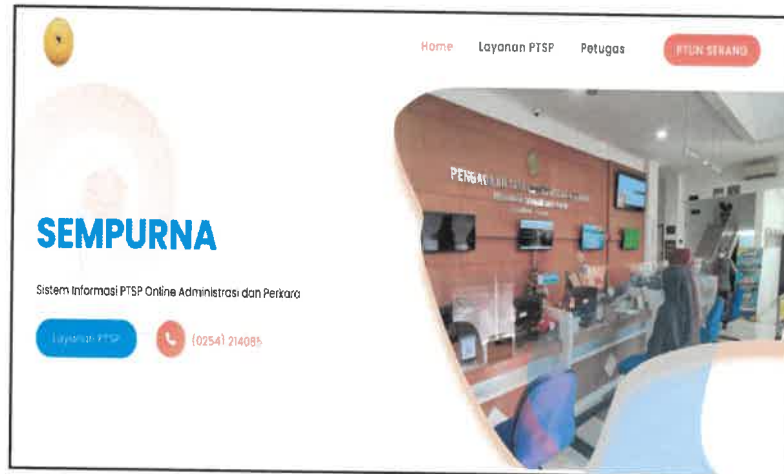 Home Layanan PTSP Petugas PTUN SERANG
SEMPURNA
Sistem Informasi PTSP Online Administrasi dan Perkara
Layanan PTSP (0254) 214085